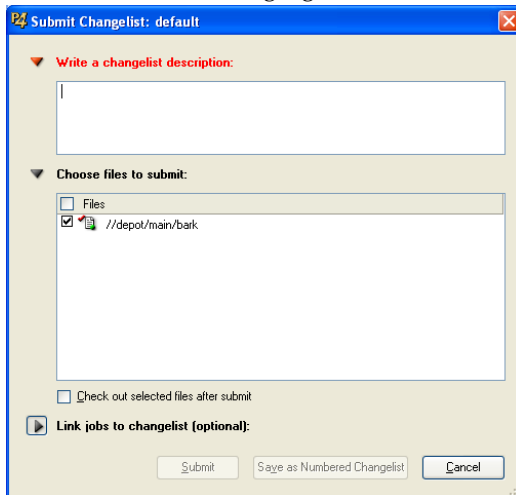 P4 Submit Changelist: default
Write a changelist description:
Choose files to submit:
Files
//depot/main/bark
Check out selected files after submit
Link jobs to changelist (optional):
Submit Save as Numbered Changelist Cancel